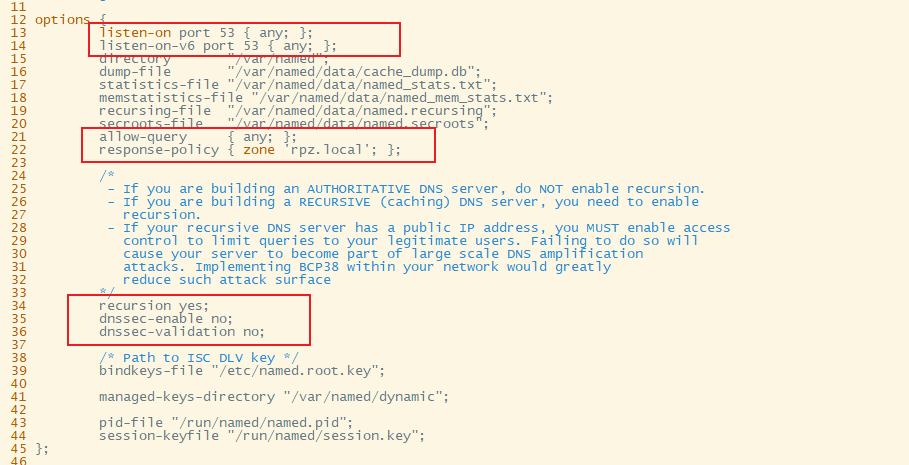 11
12 options {
13         listen-on port 53 { any; };
14         listen-on-v6 port 53 { any; };
15         directory       "/var/named";
16         dump-file       "/var/named/data/cache_dump.db";
17         statistics-file "/var/named/data/named_stats.txt";
18         memstatistics-file "/var/named/data/named_mem_stats.txt";
19         recursing-file  "/var/named/data/named.recursing";
20         secroots-file   "/var/named/data/named.secroots";
21         allow-query     { any; };
22         response-policy { zone 'rpz.local'; };
23
24         /*
25          - If you are building an AUTHORITATIVE DNS server, do NOT enable recursion.
26          - If you are building a RECURSIVE (caching) DNS server, you need to enable
27            recursion.
28          - If your recursive DNS server has a public IP address, you MUST enable access
29            control to limit queries to your legitimate users. Failing to do so will
30            cause your server to become part of large scale DNS amplification
31            attacks. Implementing BCP38 within your network would greatly
32            reduce such attack surface
33         */
34         recursion yes;
35         dnssec-enable no;
36         dnssec-validation no;
37
38         /* Path to ISC DLV key */
39         bindkeys-file "/etc/named.root.key";
40
41         managed-keys-directory "/var/named/dynamic";
42
43         pid-file "/run/named/named.pid";
44         session-keyfile "/run/named/session.key";
45 };
46